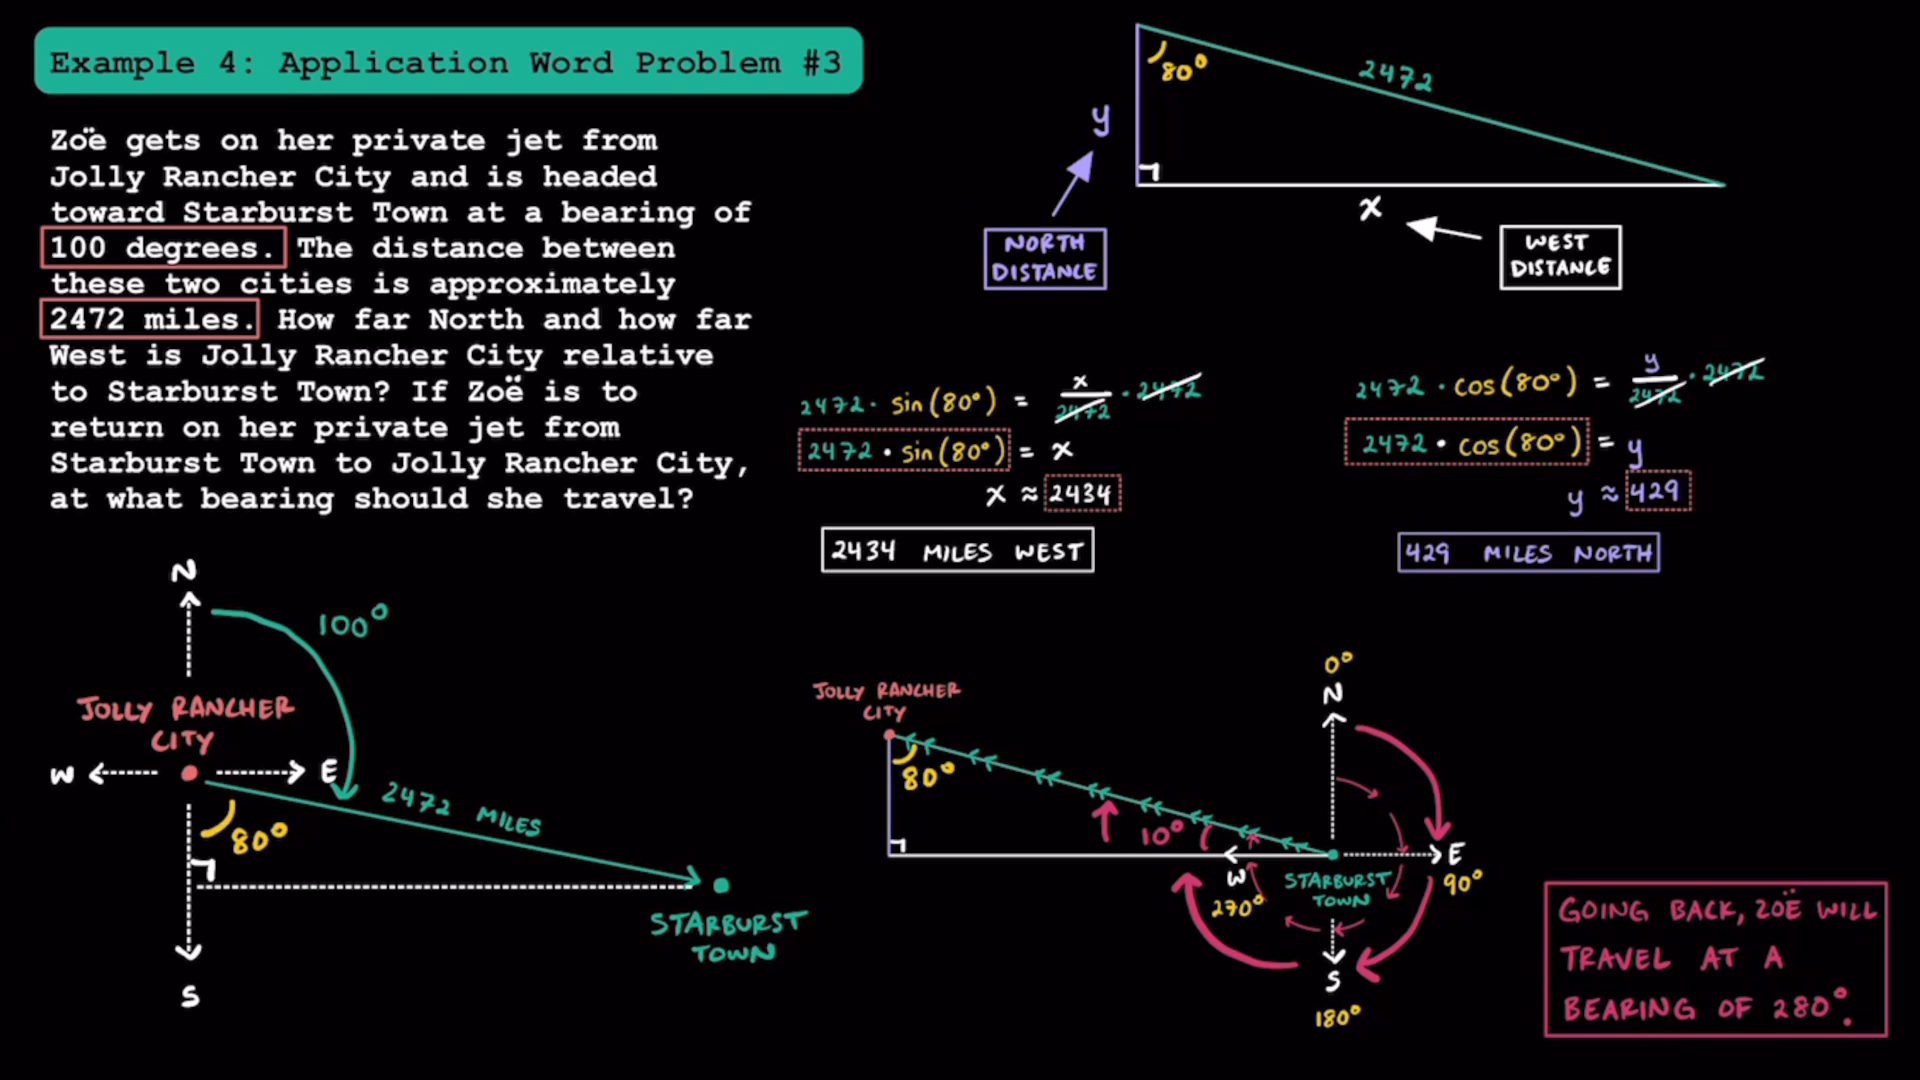 Example 4: Application Word Problem #3
Zoë gets on her private jet from
Jolly Rancher City and is headed
toward Starburst Town at a bearing of
100 degrees. The distance between
these two cities is approximately
2472 miles. How far North and how far
West is Jolly Rancher City relative
to Starburst Town? If Zoë is to
return on her private jet from
Starburst Town to Jolly Rancher City,
at what bearing should she travel?
80°
2472
y
x
NORTH
DISTANCE
WEST
DISTANCE
2472 · sin(80°) = x/2472 · 2472
2472 · sin(80°) = x
x ≈ 2434
2434 MILES WEST
2472 · cos(80°) = y/2472 · 2472
2472 · cos(80°) = y
y ≈ 429
429 MILES NORTH
N
100°
JOLLY RANCHER
CITY
W
E
2472 MILES
80°
STARBURST
TOWN
S
JOLLY RANCHER
CITY
80°
10°
0°
N
E
90°
W
270°
STARBURST
TOWN
S
180°
GOING BACK, ZOË WILL
TRAVEL AT A
BEARING OF 280°.